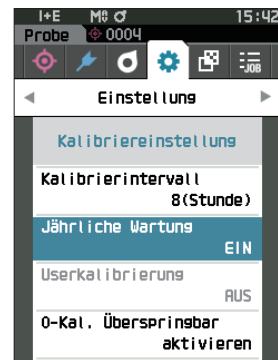 I+E M0 15:42
Probe 0004
-JOB
Einstellung
Kalibriereinstellung
Kalibrierintervall
8(Stunde)
Jährliche Wartung
EIN
Userkalibrierung
AUS
0-Kal. Überspringbar
aktivieren